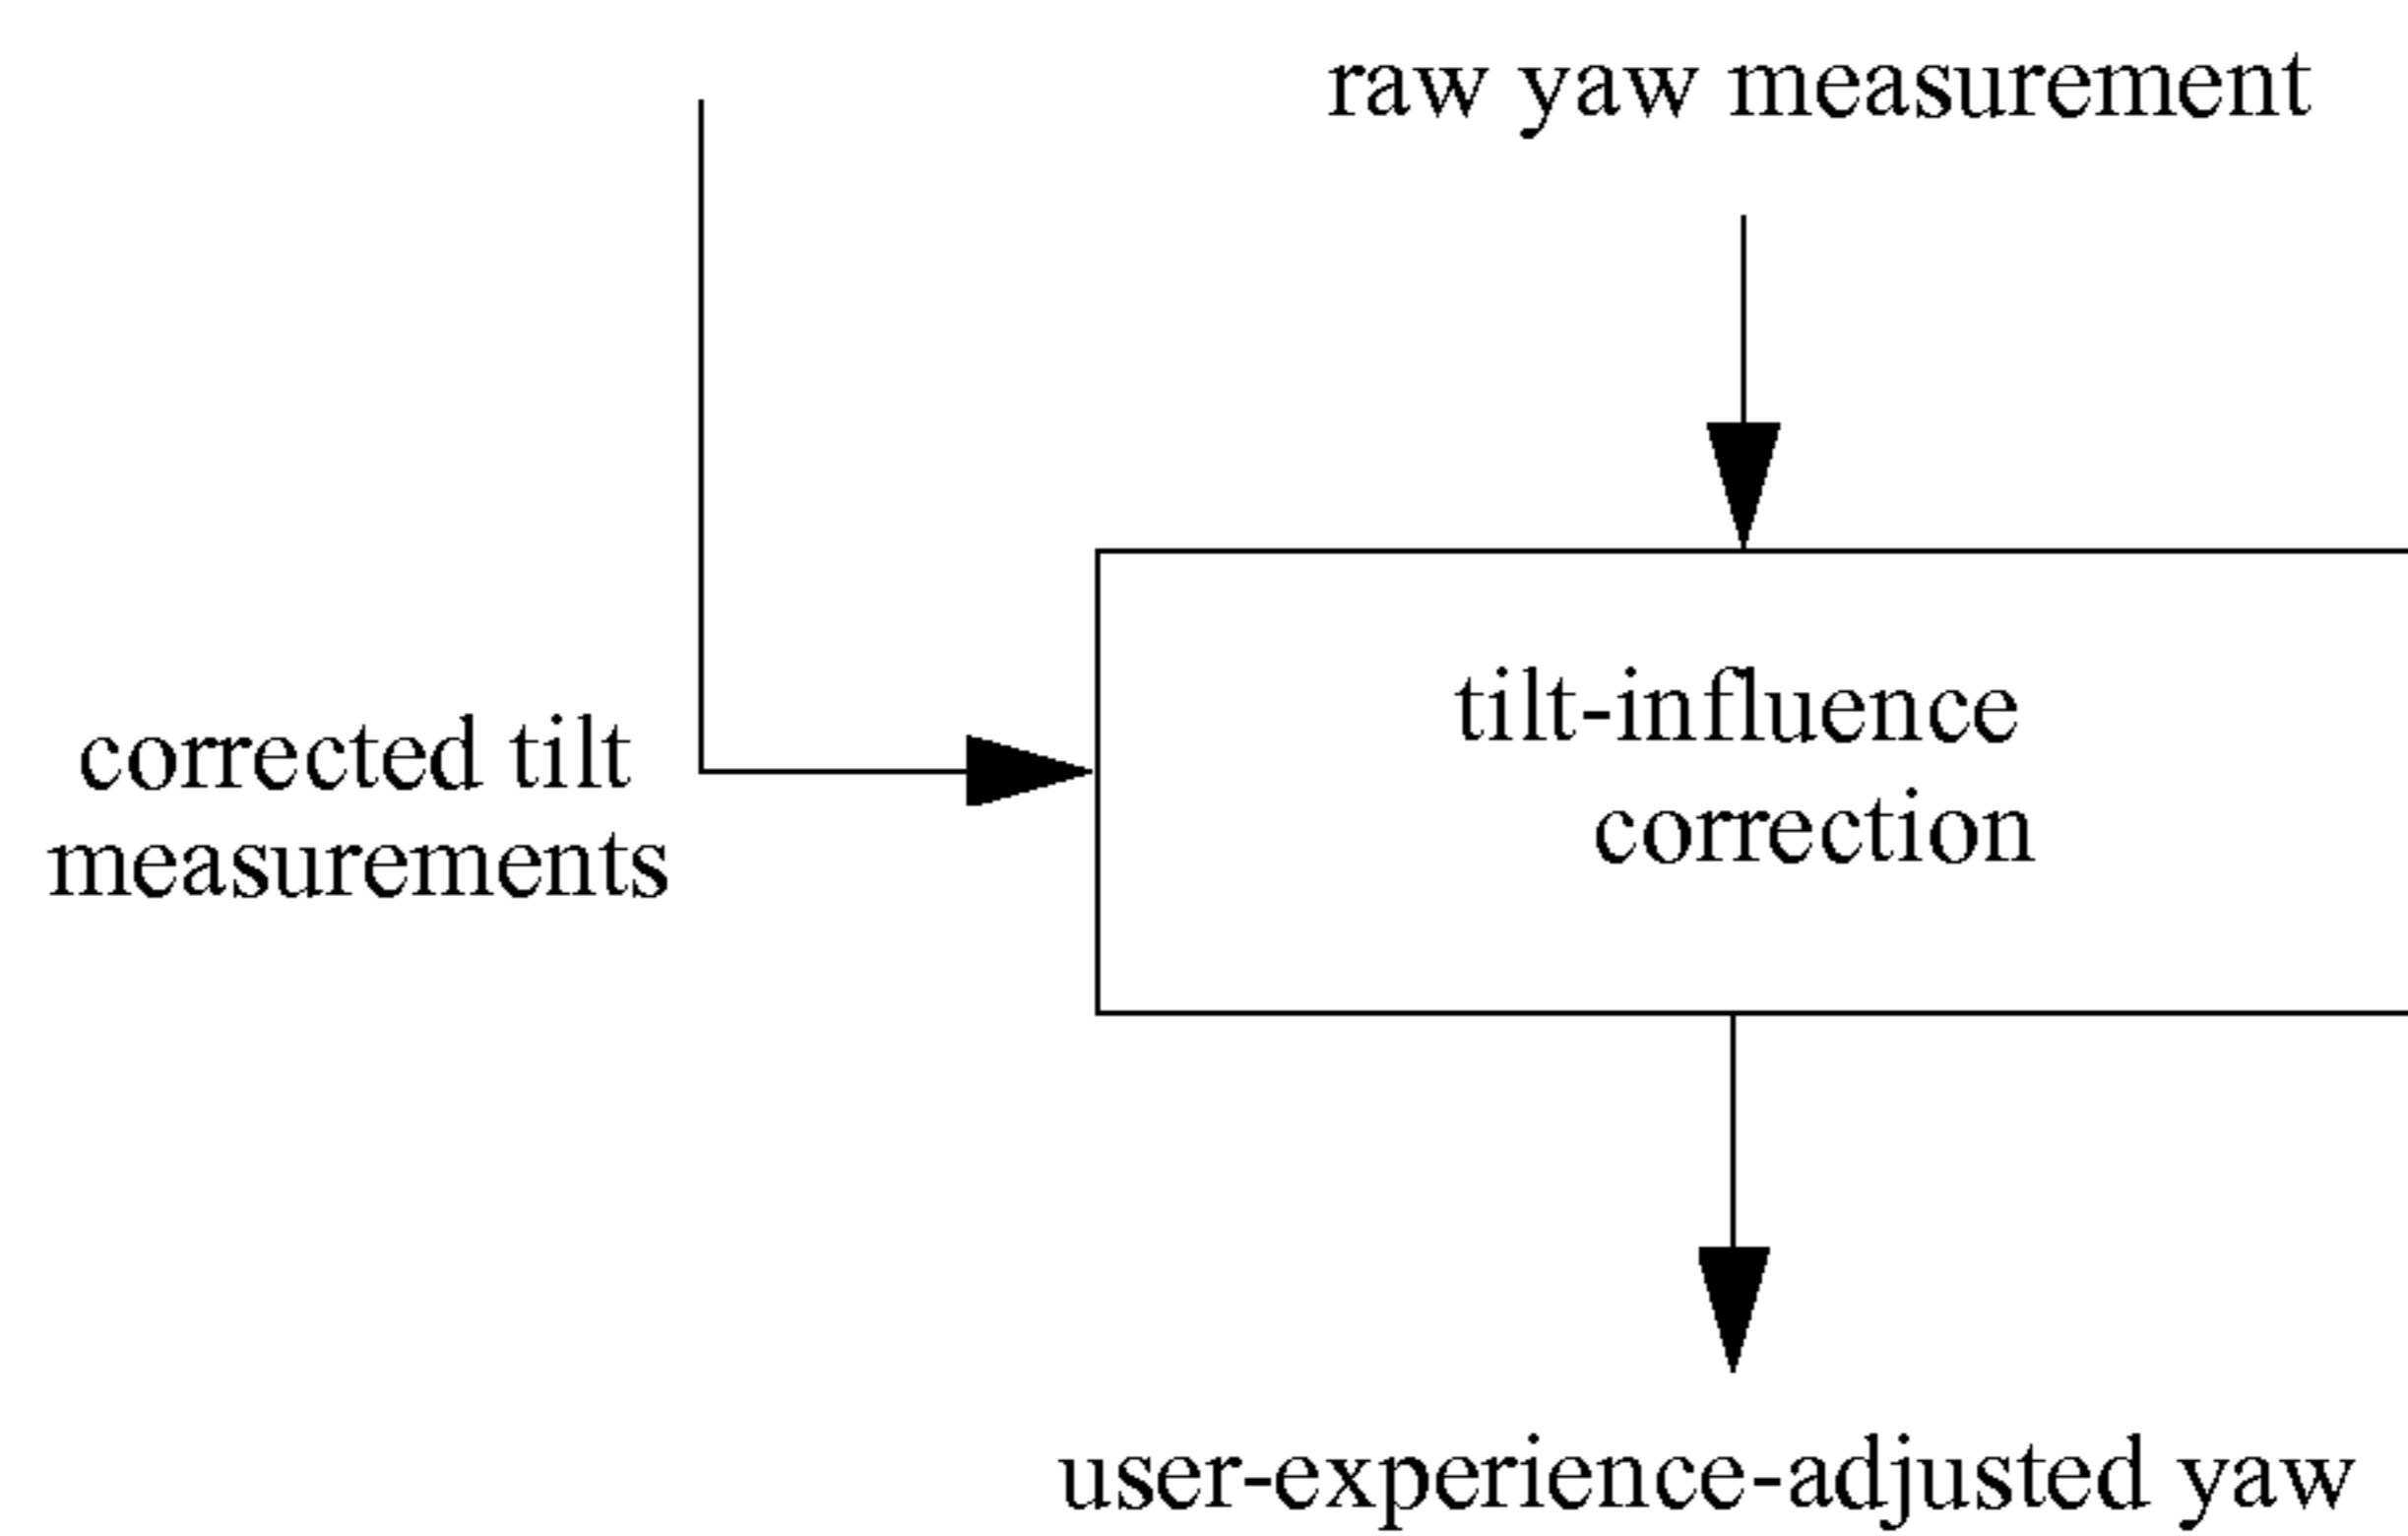 raw yaw measurement
tilt-influence
correction
corrected tilt
measurements
user-experience-adjusted yaw